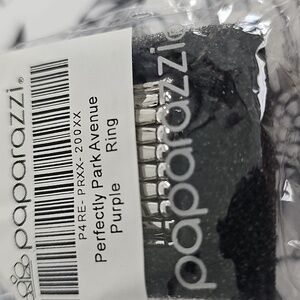 paparazzi®
P4RE-PRXX-200XX
Perfectly Park Avenue
Purple
Ring
paparazzi